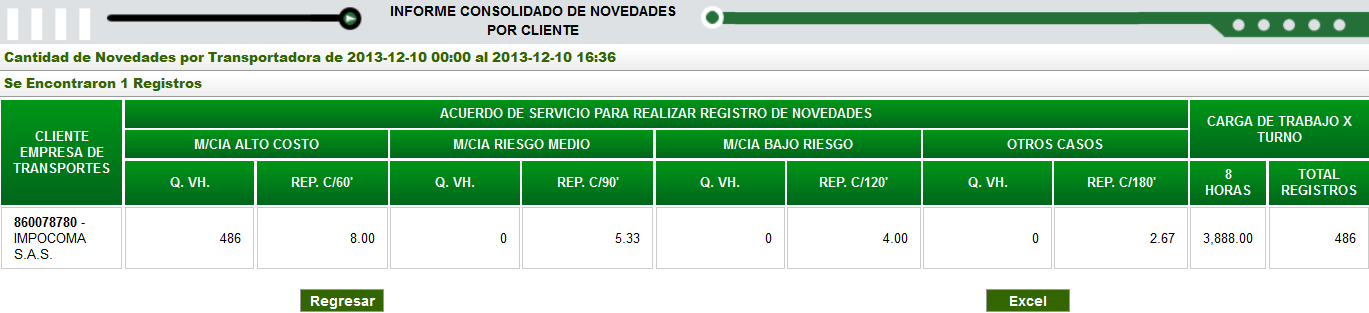 INFORME CONSOLIDADO DE NOVEDADES
POR CLIENTE
Cantidad de Novedades por Transportadora de 2013-12-10 00:00 al 2013-12-10 16:36
Se Encontraron 1 Registros
CLIENTE
EMPRESA DE
TRANSPORTES
ACUERDO DE SERVICIO PARA REALIZAR REGISTRO DE NOVEDADES
CARGA DE TRABAJO X
TURNO
M/CIA ALTO COSTO M/CIA RIESGO MEDIO M/CIA BAJO RIESGO OTROS CASOS
Q. VH. REP. C/60' Q. VH. REP. C/90' Q. VH. REP. C/120' Q. VH. REP. C/180'
8
HORAS
TOTAL
REGISTROS
860078780 -
IMPOCOMA
S.A.S.
486 8.00 0 5.33 0 4.00 0 2.67 3,888.00 486
Regresar Excel